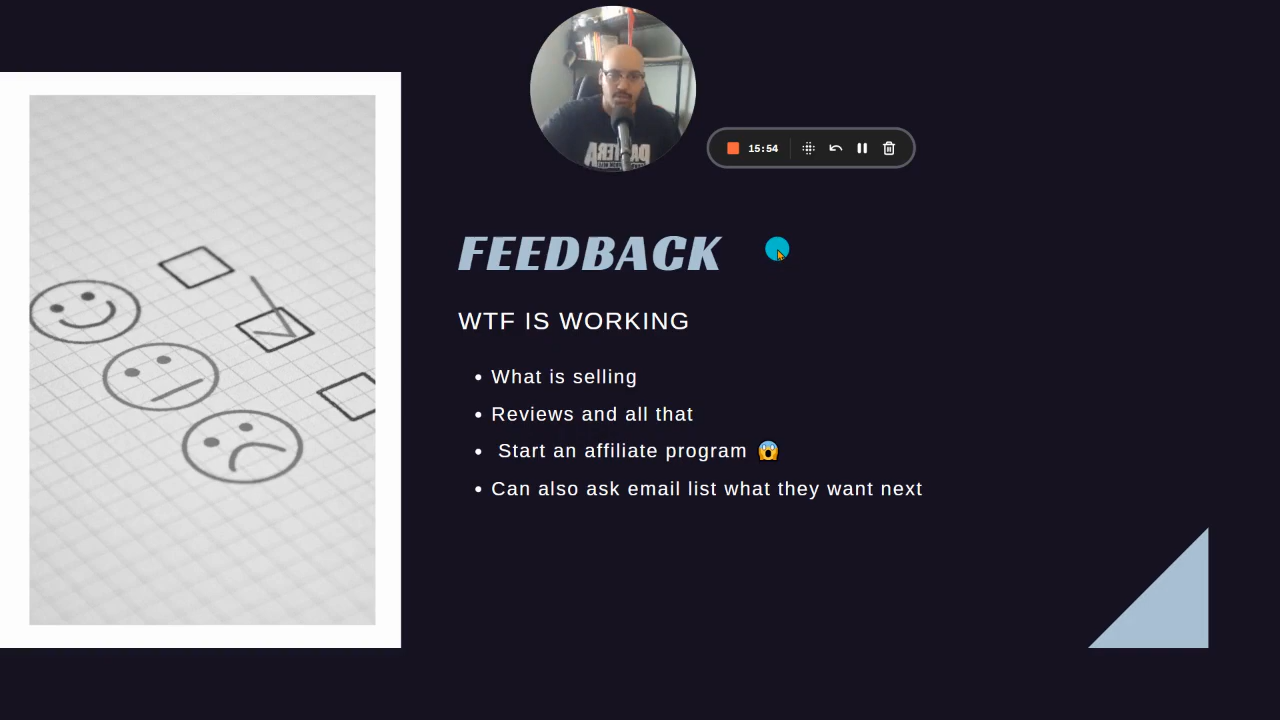 PANTERA
15:54
FEEDBACK
WTF IS WORKING
• What is selling
• Reviews and all that
• Start an affiliate program 😱
• Can also ask email list what they want next